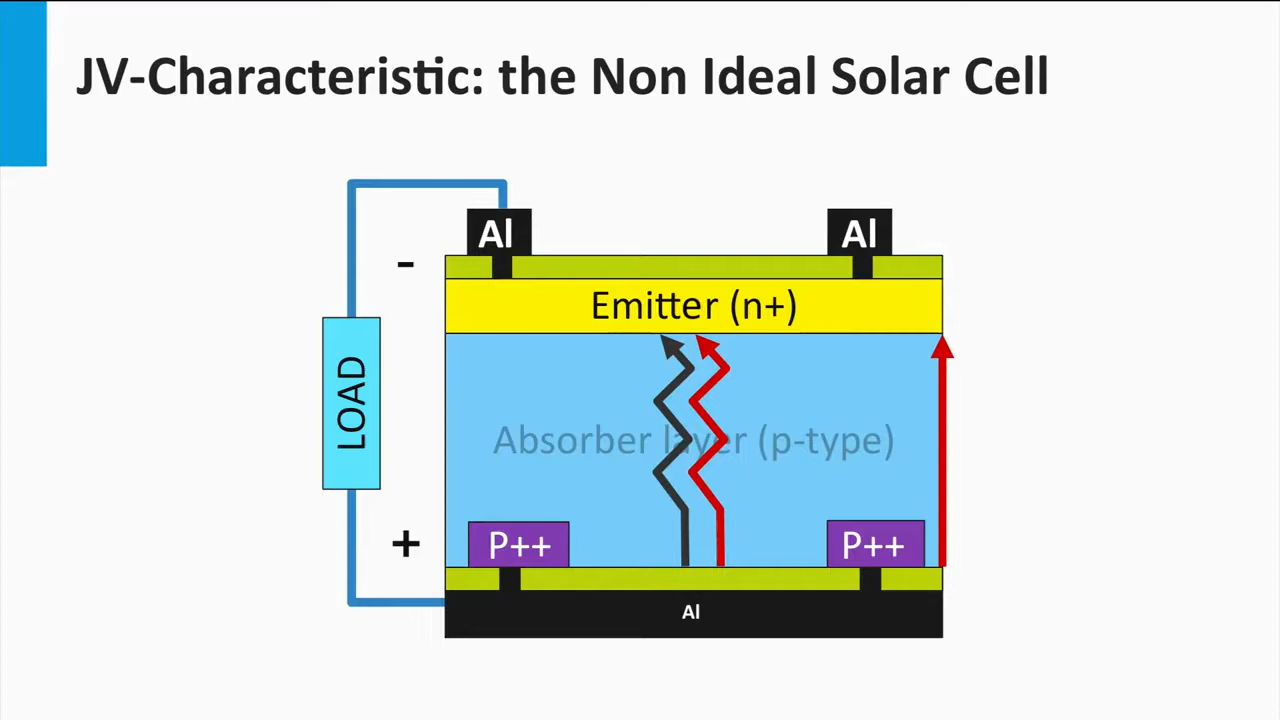 JV-Characteristic: the Non Ideal Solar Cell
Al Al
-
Emitter (n+)
LOAD
Absorber layer (p-type)
+
P++ P++
Al